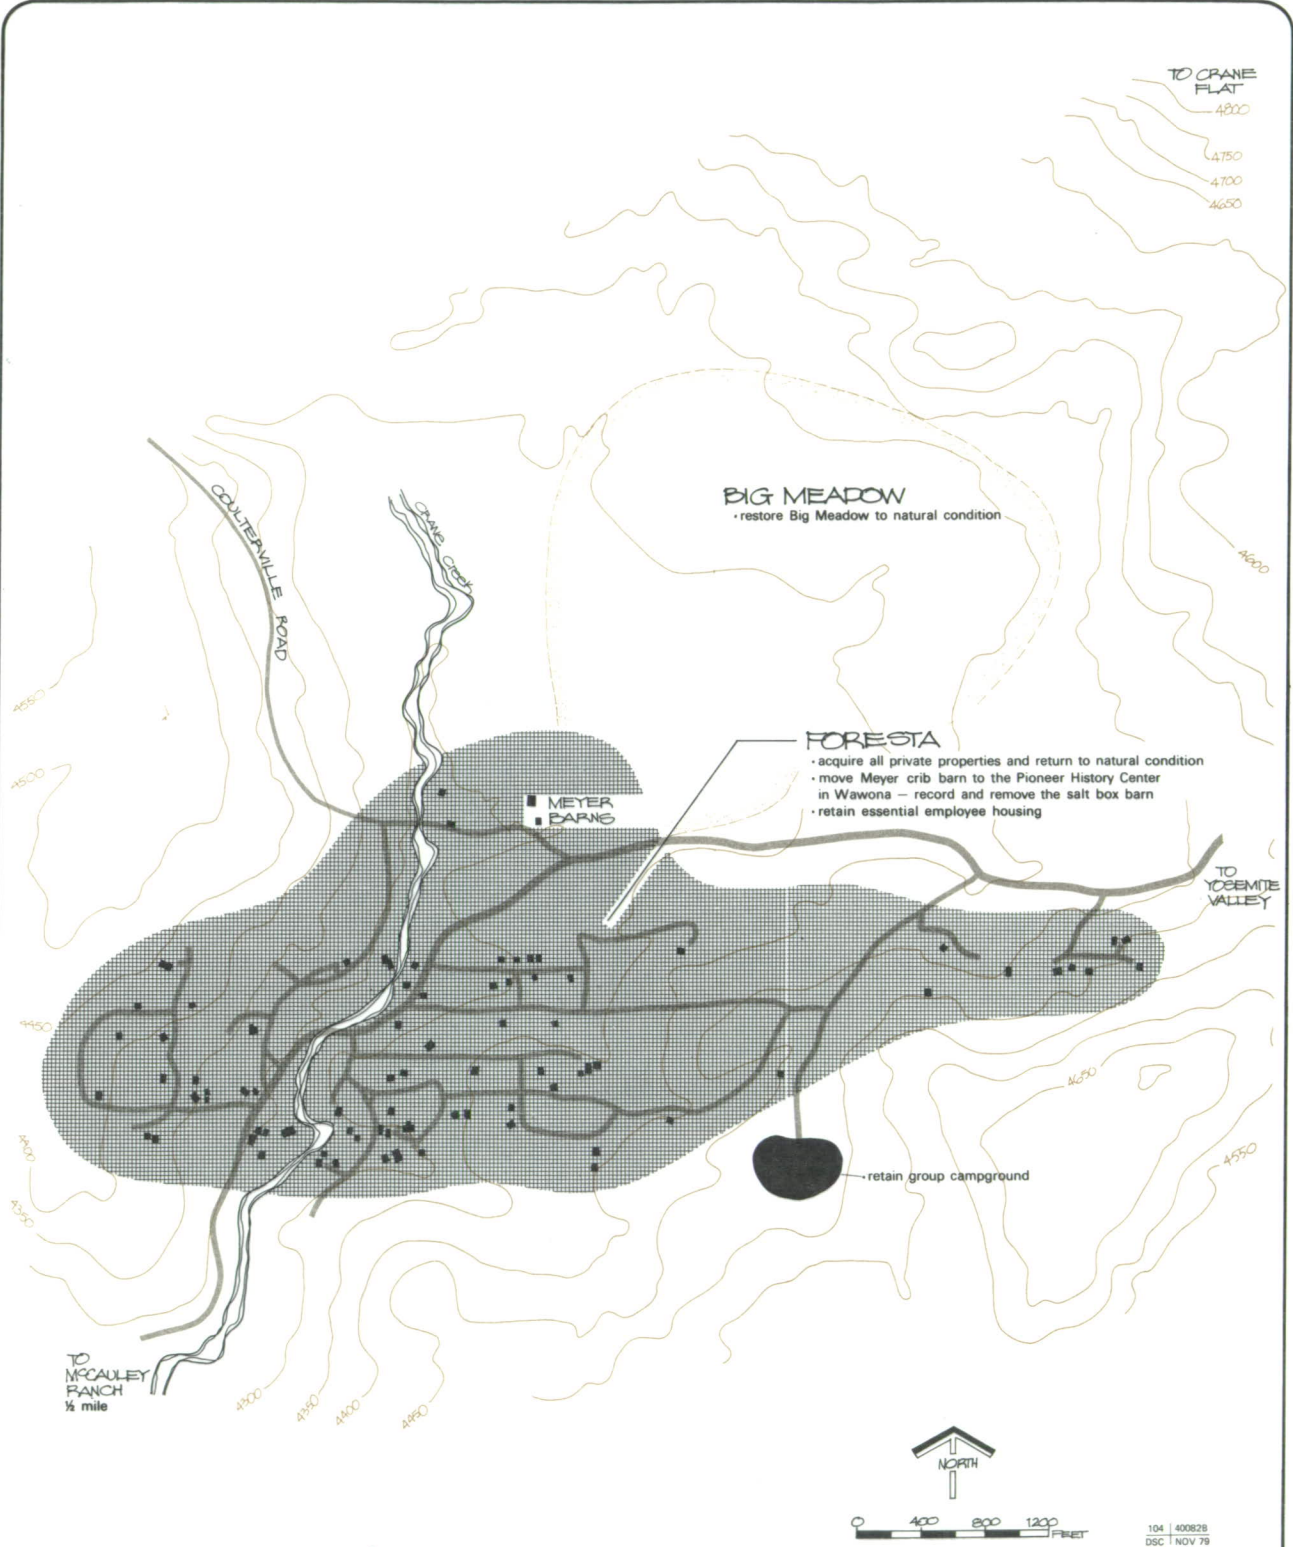 TO CRANE
FLAT
4800
4750
4700
4650
BIG MEADOW
• restore Big Meadow to natural condition
COULTERVILLE ROAD
CRANE Creek
4600
4550
4500
FORESTA
• acquire all private properties and return to natural condition
• move Meyer crib barn to the Pioneer History Center
in Wawona — record and remove the salt box barn
• retain essential employee housing
MEYER
BARNS
TO
YOSEMITE
VALLEY
4450
4650
4400
4550
• retain group campground
4350
TO
McCAULEY
RANCH
½ mile
4300
4350
4400
4450
NORTH
0 400 800 1200
FEET
104 | 40082B
DSC | NOV 79